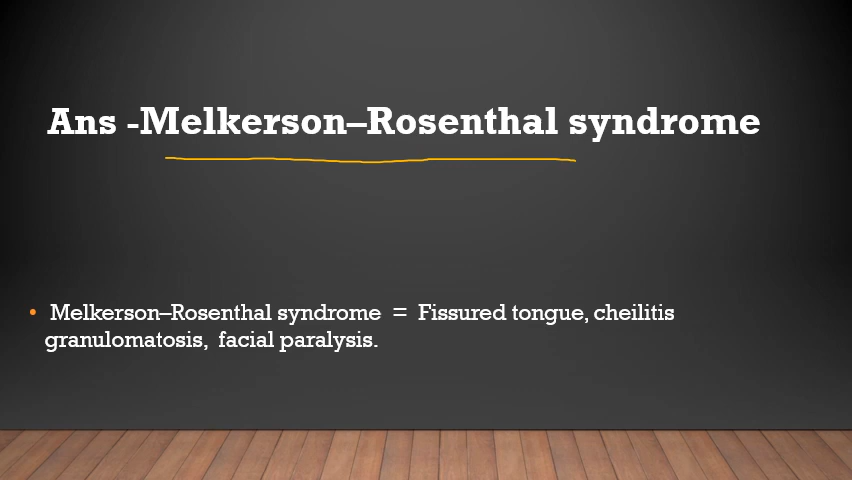 Ans -Melkerson–Rosenthal syndrome
• Melkerson–Rosenthal syndrome = Fissured tongue, cheilitis
granulomatosis, facial paralysis.